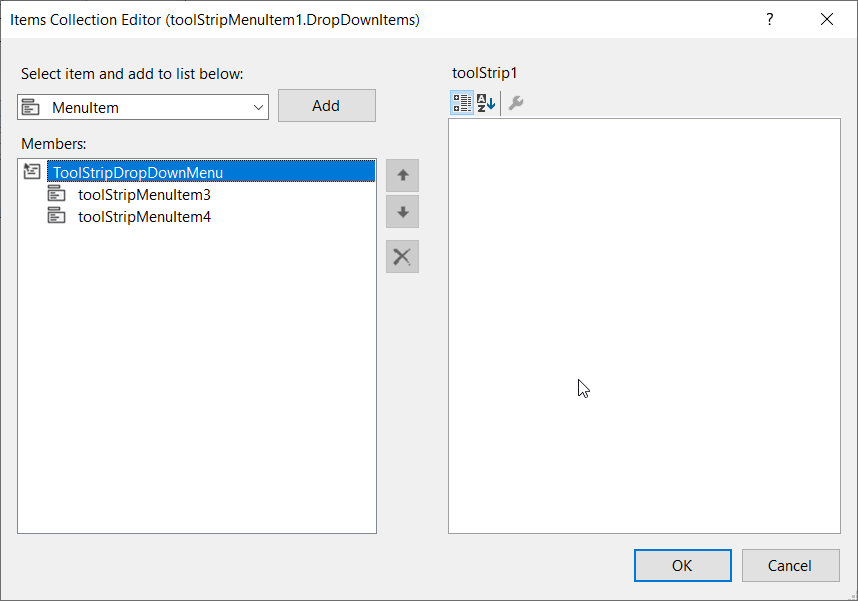 Items Collection Editor (toolStripMenuItem1.DropDownItems)
?
Select item and add to list below:
MenuItem
Add
Members:
ToolStripDropDownMenu
toolStripMenuItem3
toolStripMenuItem4
toolStrip1
A
Z
OK
Cancel